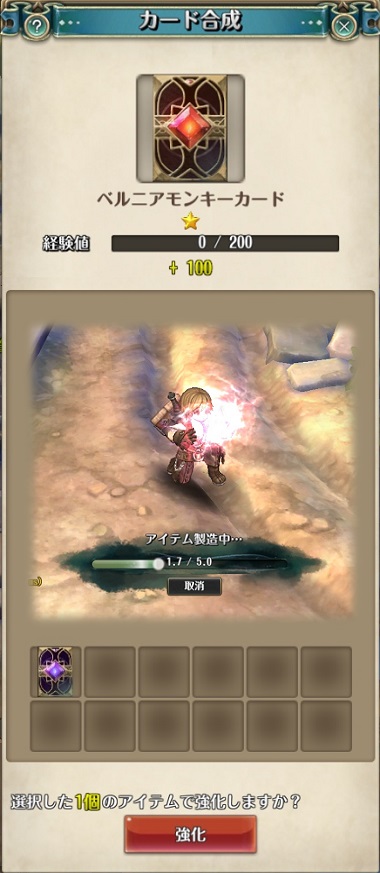 ?
カード合成
ベルニアモンキーカード
経験値
0 / 200
+ 100
アイテム製造中…
1.7 / 5.0
取消
選択した1個のアイテムで強化しますか？
強化